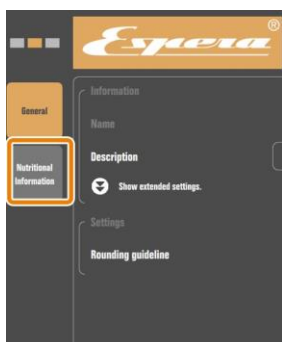 Espera®
General
Nutritional
Information
Information
Name
Description
Show extended settings.
Settings
Rounding guideline